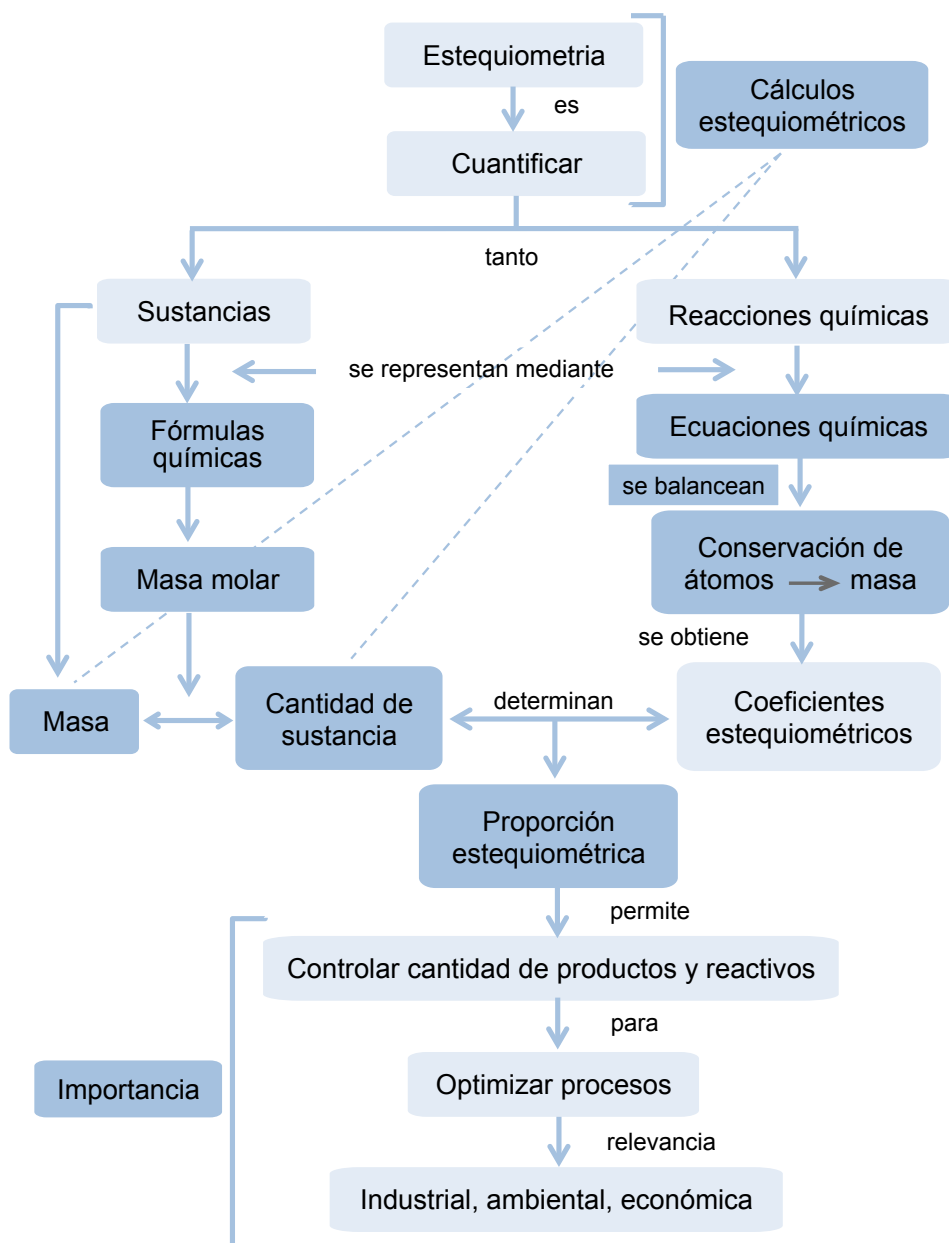 Estequiometria
es
Cuantificar
Cálculos
estequiométricos
tanto
Sustancias
Reacciones químicas
se representan mediante
Fórmulas
químicas
Ecuaciones químicas
se balancean
Masa molar
Conservación de
átomos masa
se obtiene
Masa
Cantidad de
sustancia
determinan
Coeficientes
estequiométricos
Proporción
estequiométrica
permite
Controlar cantidad de productos y reactivos
para
Importancia
Optimizar procesos
relevancia
Industrial, ambiental, económica